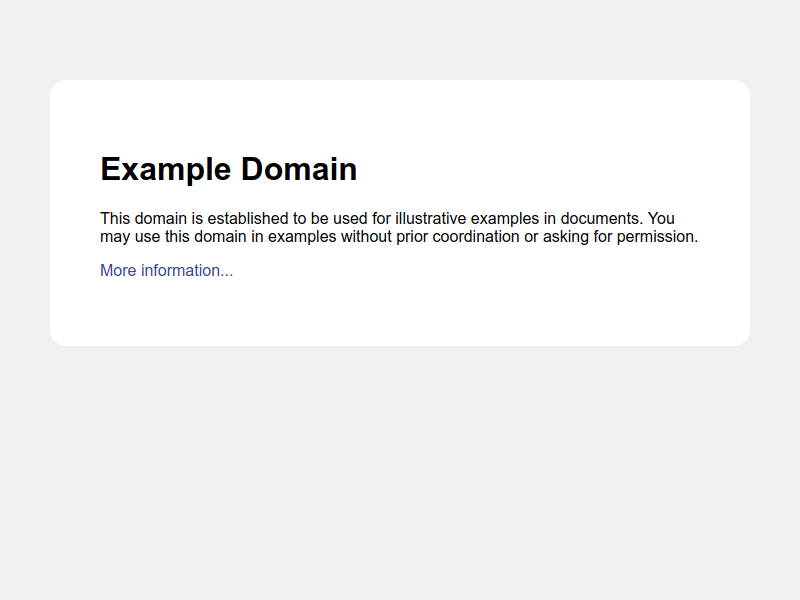 Example Domain
This domain is established to be used for illustrative examples in documents. You
may use this domain in examples without prior coordination or asking for permission.
More information...